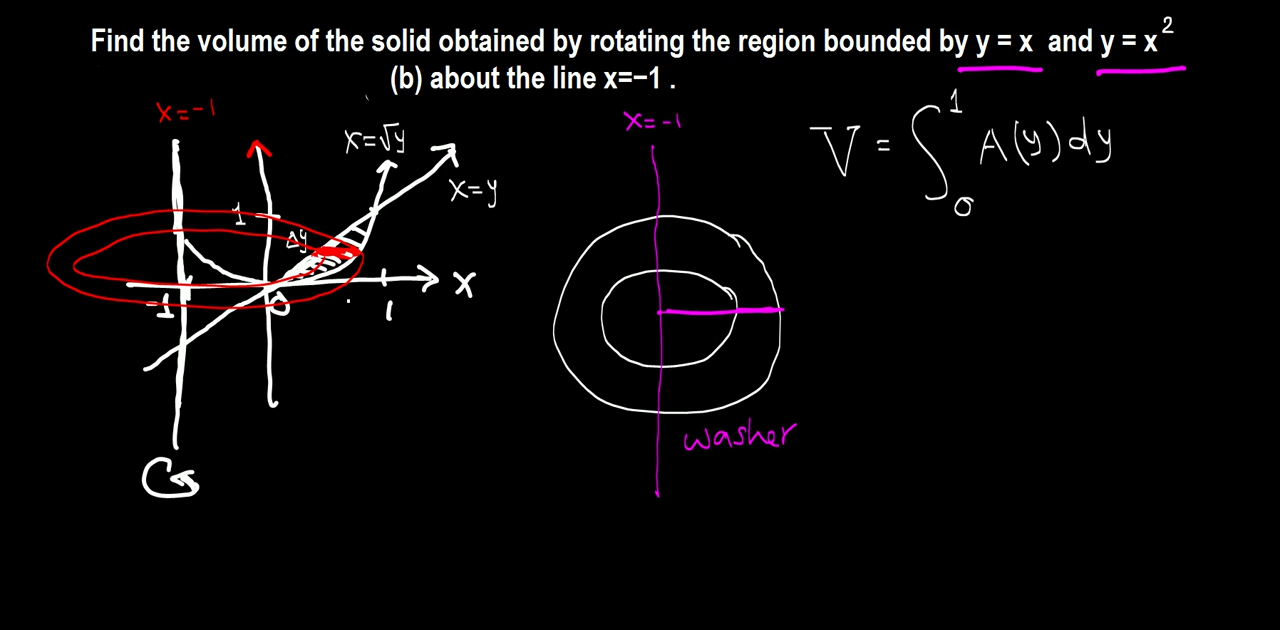 Find the volume of the solid obtained by rotating the region bounded by y = x and y = x²
(b) about the line x=−1 .
x=-1
x=-1
V = ∫₀¹ A(y) dy
x=√y
x=y
1
Δy
x
-1
0
1
washer